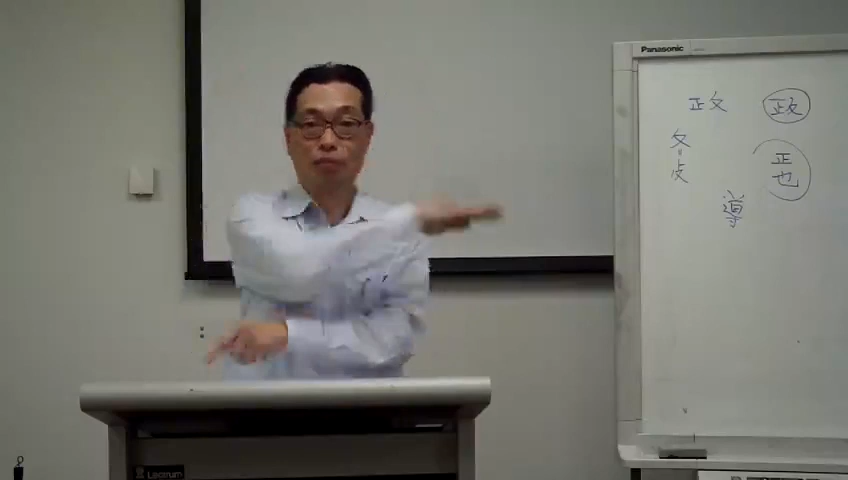 Panasonic
正攵 政
攵
攴
正
也
導
Lectrum